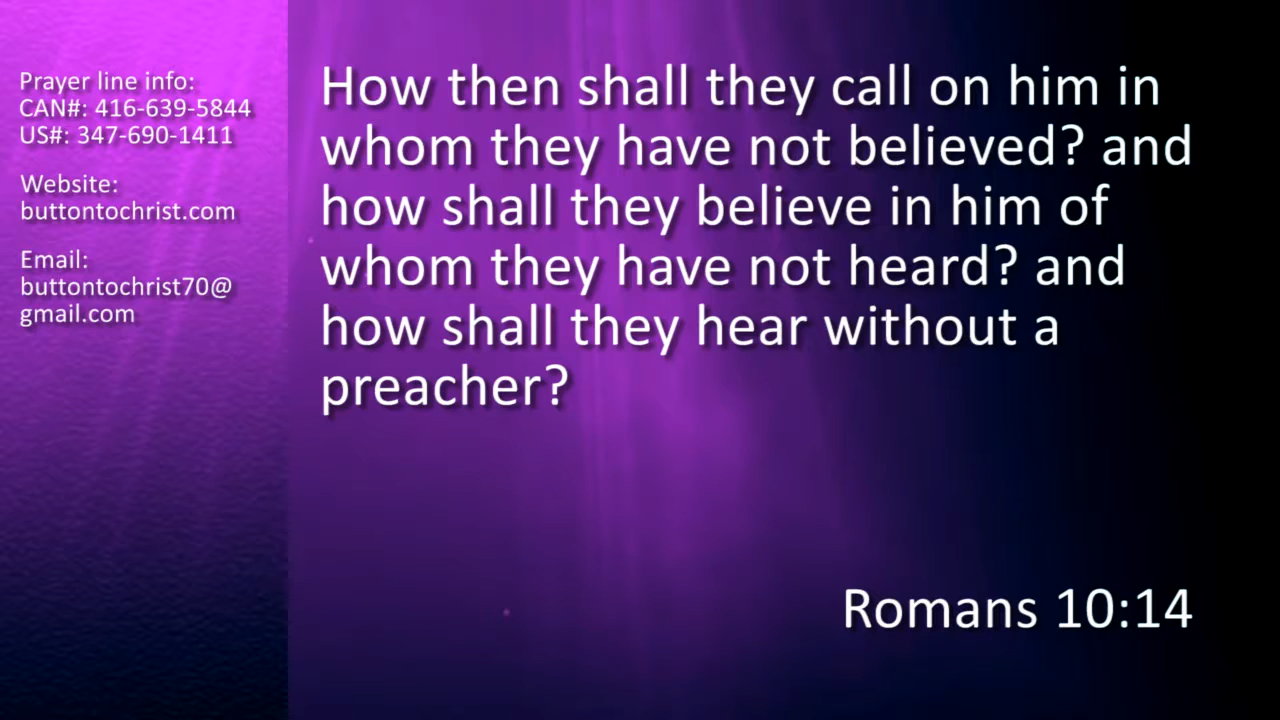 Prayer line info:
CAN#: 416-639-5844
US#: 347-690-1411
Website:
buttontochrist.com
Email:
buttontochrist70@
gmail.com
How then shall they call on him in
whom they have not believed? and
how shall they believe in him of
whom they have not heard? and
how shall they hear without a
preacher?
Romans 10:14